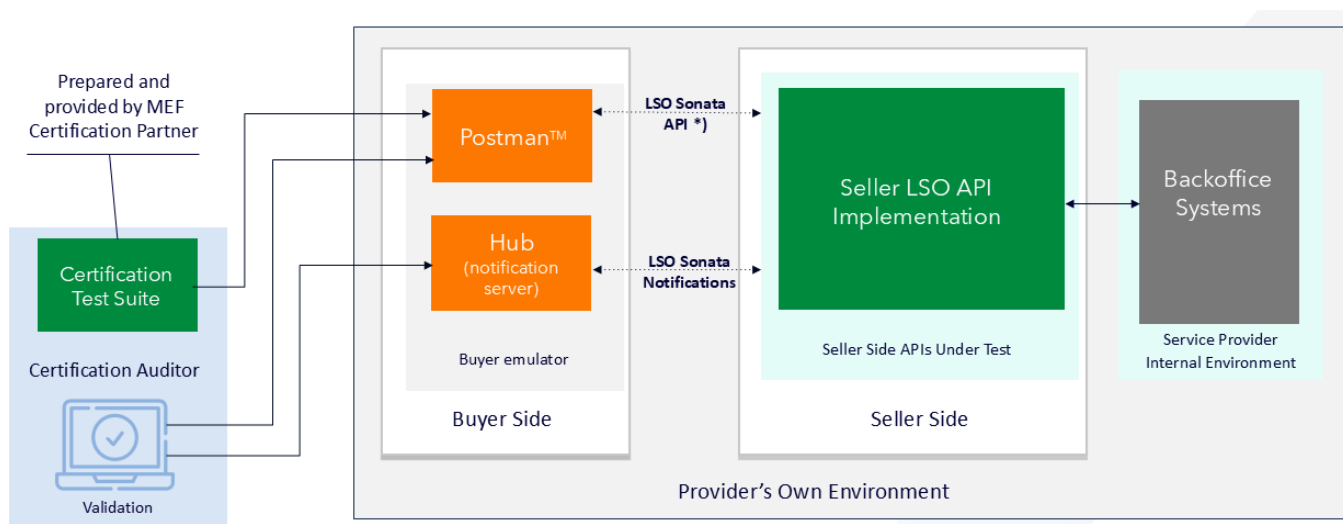 Prepared and
provided by MEF
Certification Partner
Certification
Test Suite
Certification Auditor
Validation
Postman™
Hub
(notification
server)
Buyer emulator
Buyer Side
LSO Sonata
API *)
LSO Sonata
Notifications
Seller LSO API
Implementation
Seller Side APIs Under Test
Seller Side
Backoffice
Systems
Service Provider
Internal Environment
Provider’s Own Environment